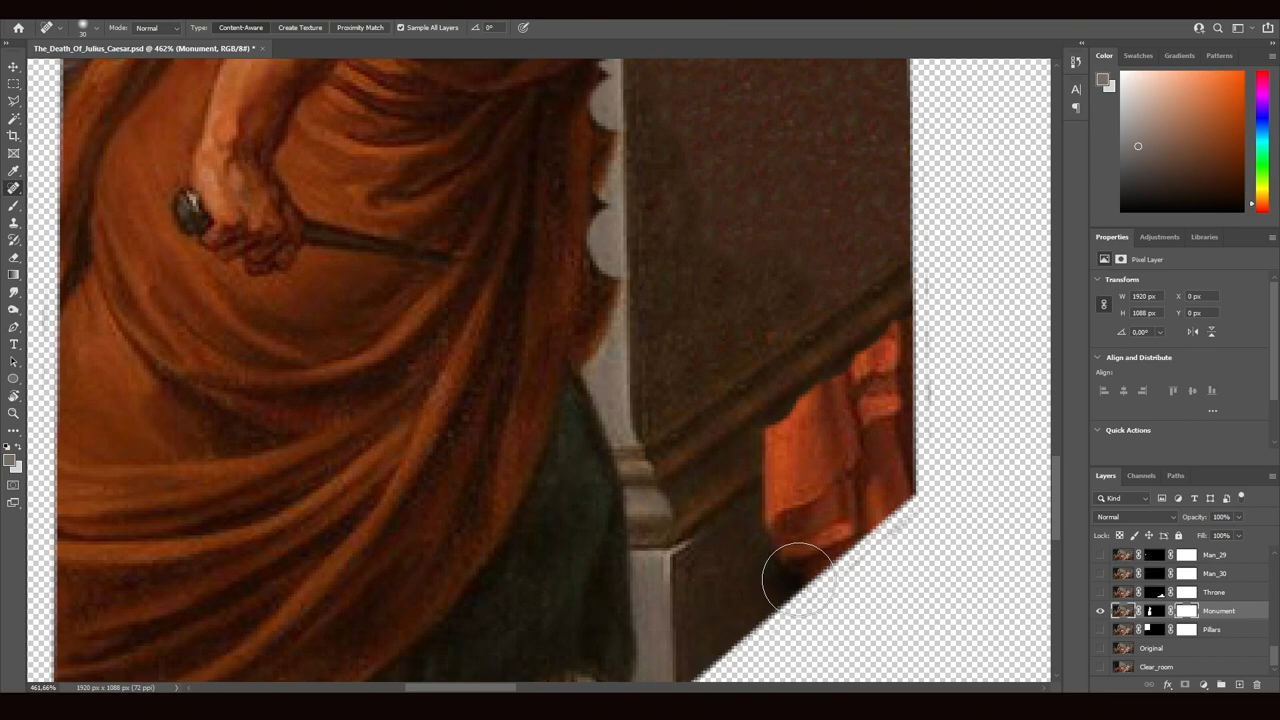 30
Mode:
Normal
Type:
Content-Aware
Create Texture
Proximity Match
Sample All Layers
0°
The_Death_Of_Julius_Caesar.psd @ 462% (Monument, RGB/8#) *
Color
Swatches
Gradients
Patterns
Properties
Adjustments
Libraries
Pixel Layer
Transform
W
1920 px
X
0 px
H
1088 px
Y
0 px
0,00°
Align and Distribute
Align:
Quick Actions
Layers
Channels
Paths
Kind
Normal
Opacity:
100%
Lock:
Fill:
100%
Man_29
Man_30
Throne
Monument
Pillars
Original
Clear_room
461,66%
1920 px x 1088 px (72 ppi)